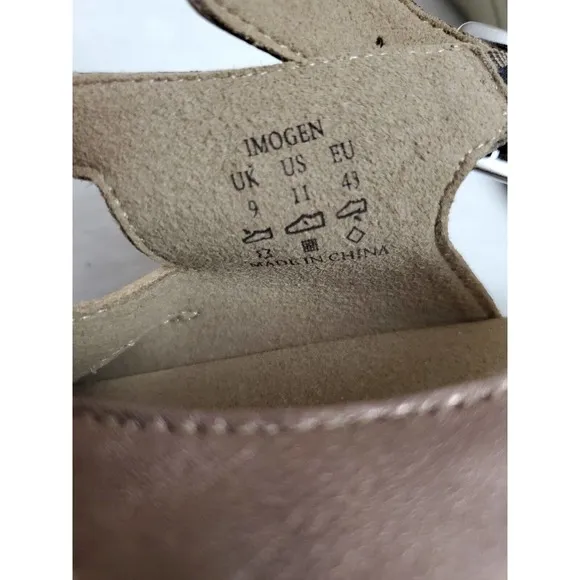 IMOGEN
UK US EU
9 11 43
MADE IN CHINA